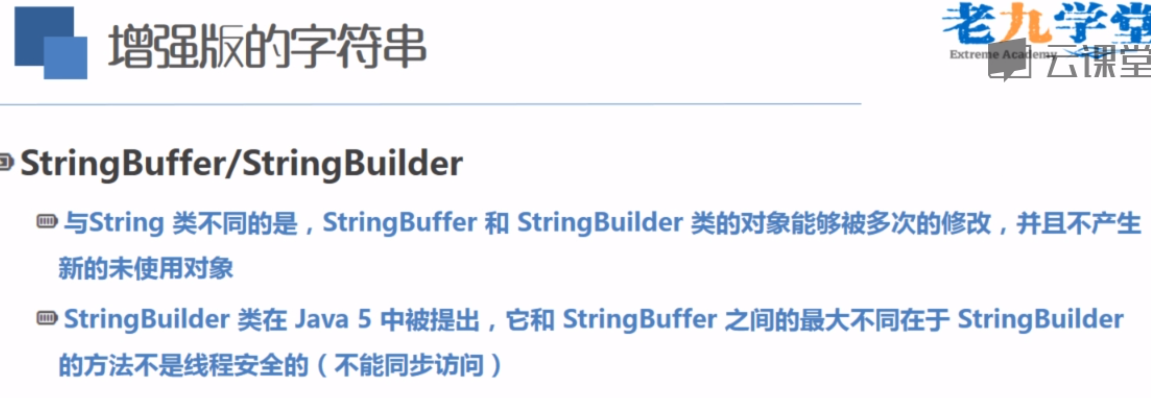 增强版的字符串
老九学堂
Extreme Academy
云课堂
StringBuffer/StringBuilder
与String 类不同的是，StringBuffer 和 StringBuilder 类的对象能够被多次的修改，并且不产生
新的未使用对象
StringBuilder 类在 Java 5 中被提出，它和 StringBuffer 之间的最大不同在于 StringBuilder
的方法不是线程安全的（不能同步访问）